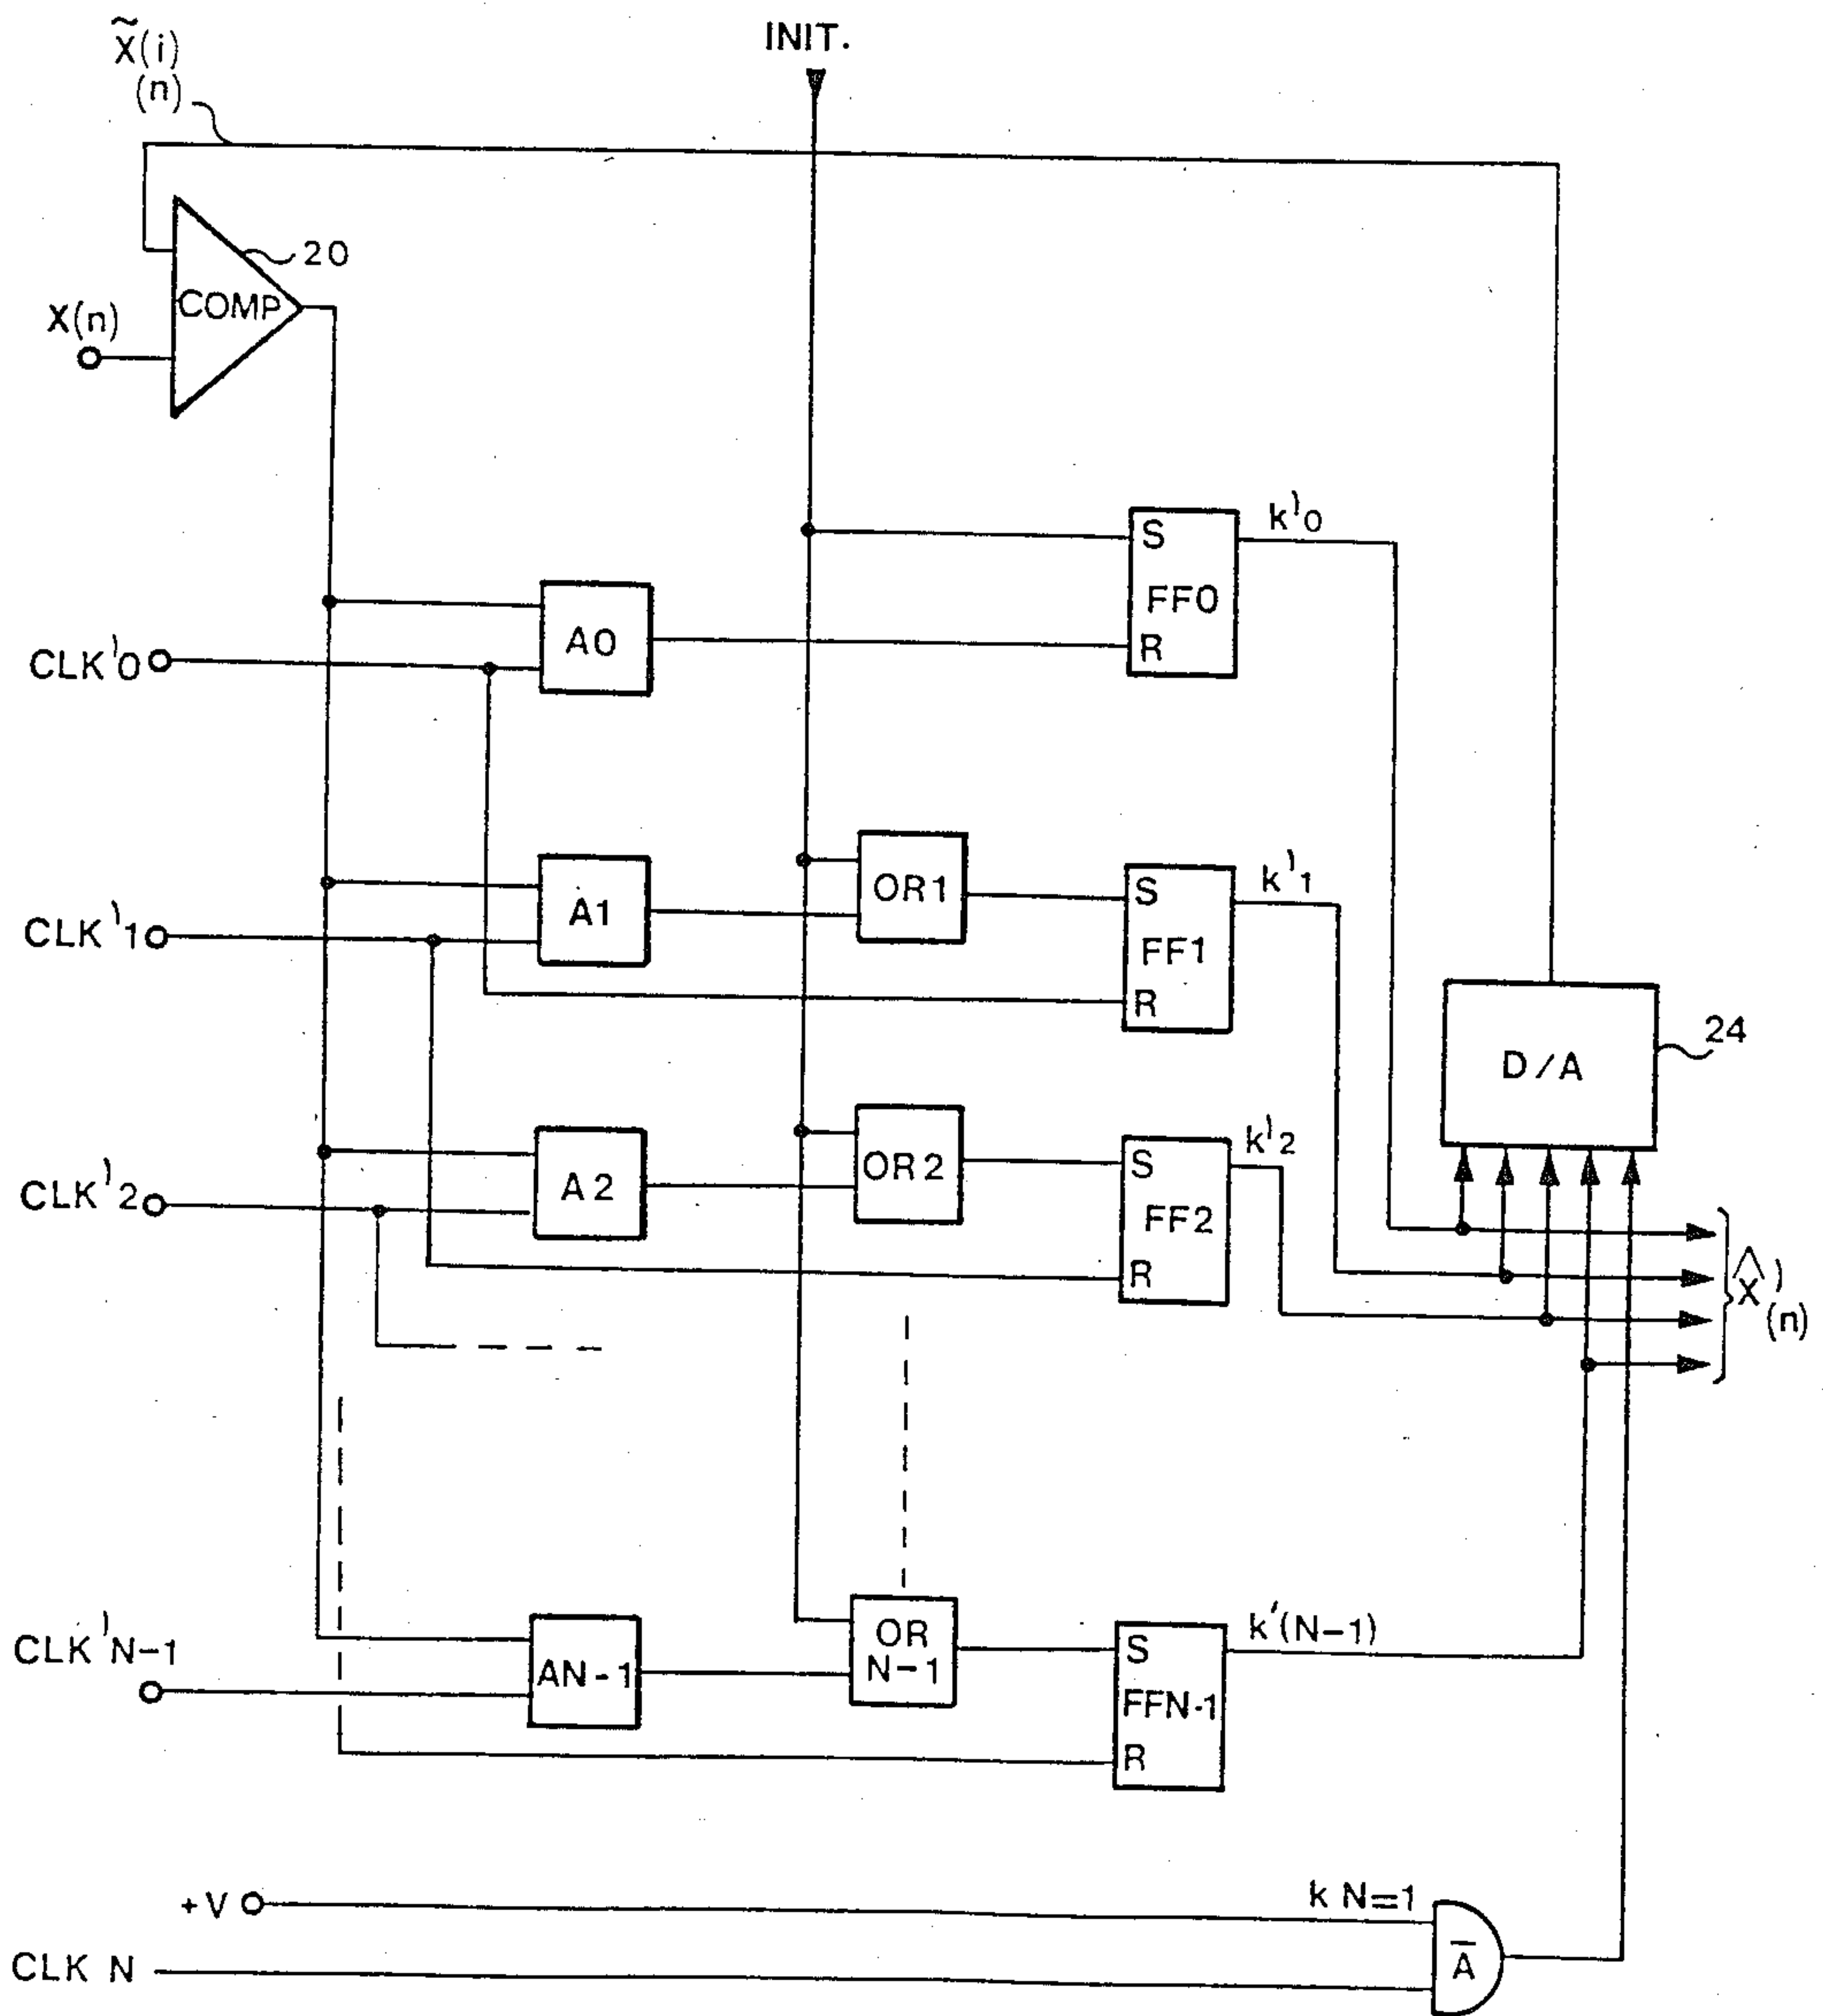 x̃(i)
(n)
INIT.
20
COMP
X(n)
S
k'0
FF0
A0
R
CLK'0
OR1
S
k'1
A1
FF1
CLK'1
R
24
D/A
S
k'2
OR2
A2
FF2
CLK'2
R
x̂'
(n)
OR
N-1
S
k'(N-1)
CLK'N-1
AN-1
FFN-1
R
+V
k N=1
A̅
CLK N